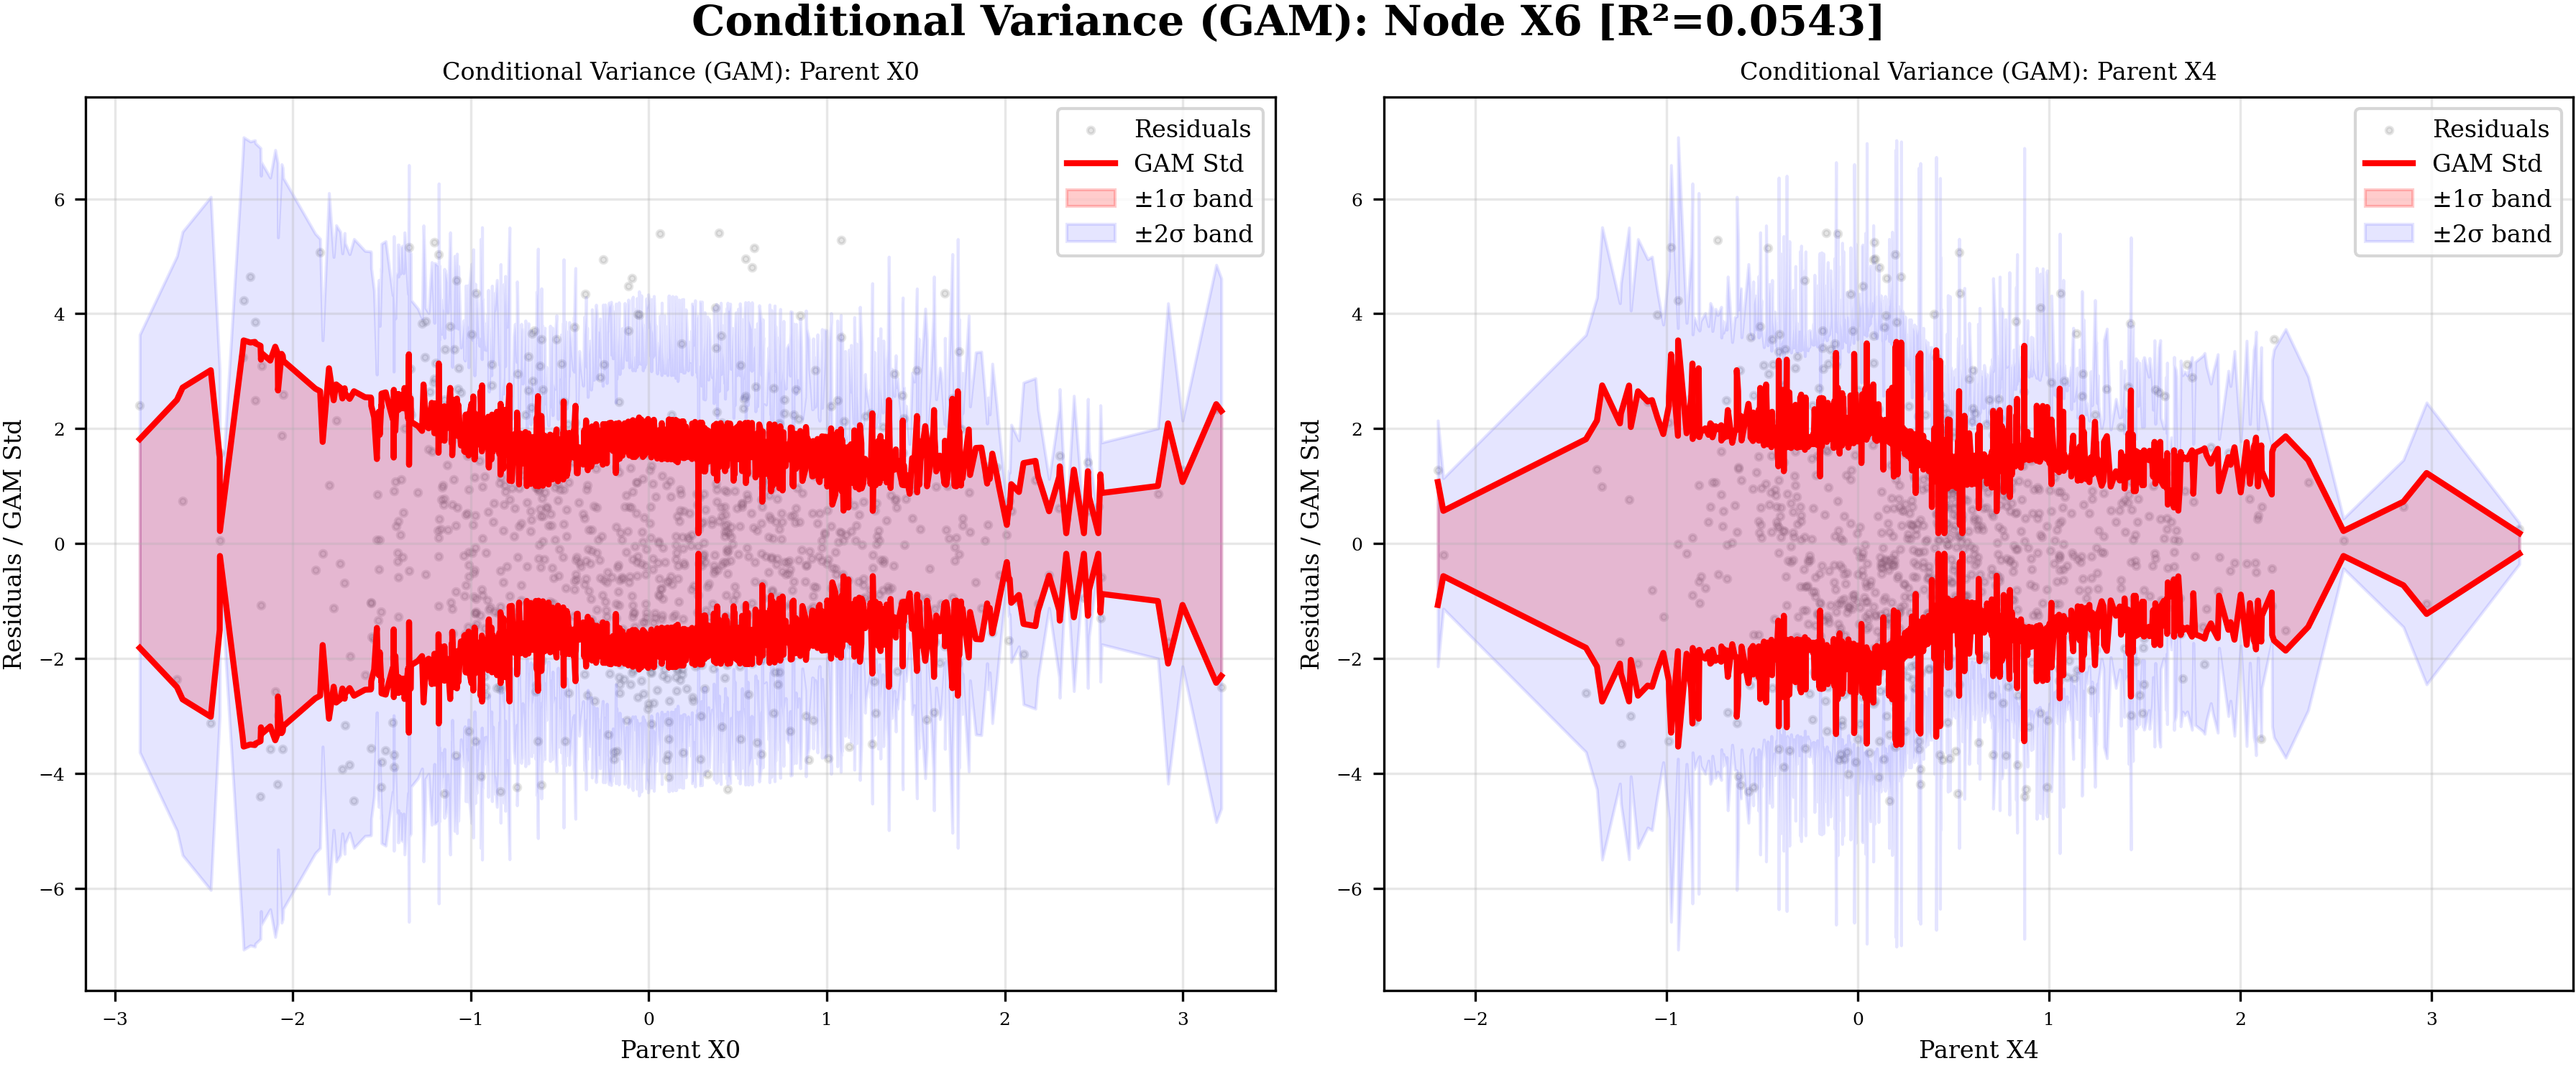 Conditional Variance (GAM): Node X6 [R²=0.0543]
Conditional Variance (GAM): Parent X0
Residuals / GAM Std
6
4
2
0
−2
−4
−6
−3
−2
−1
0
1
2
3
Parent X0
Residuals
GAM Std
±1σ band
±2σ band
Conditional Variance (GAM): Parent X4
Residuals / GAM Std
6
4
2
0
−2
−4
−6
−2
−1
0
1
2
3
Parent X4
Residuals
GAM Std
±1σ band
±2σ band